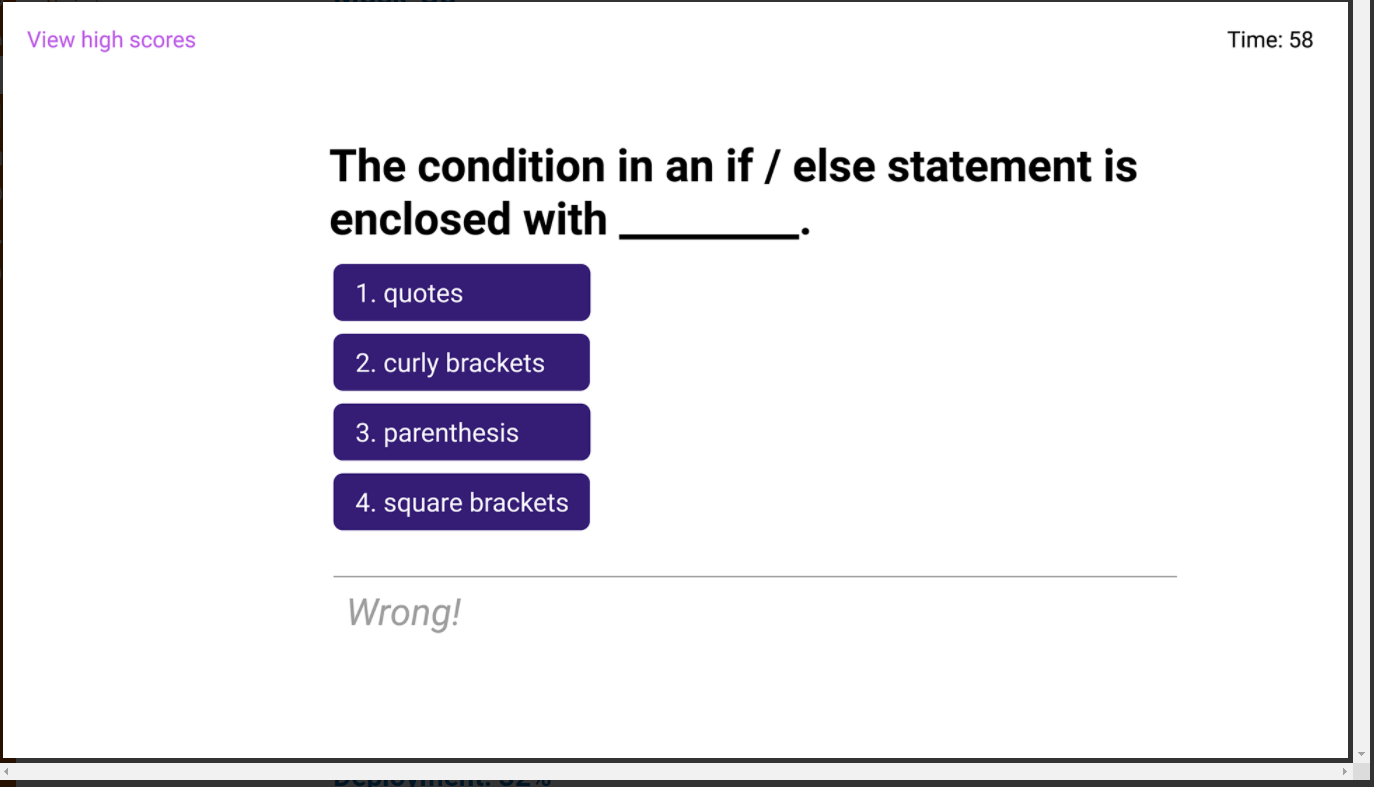 View high scores
Time: 58
The condition in an if / else statement is
enclosed with ________.
1. quotes
2. curly brackets
3. parenthesis
4. square brackets
Wrong!